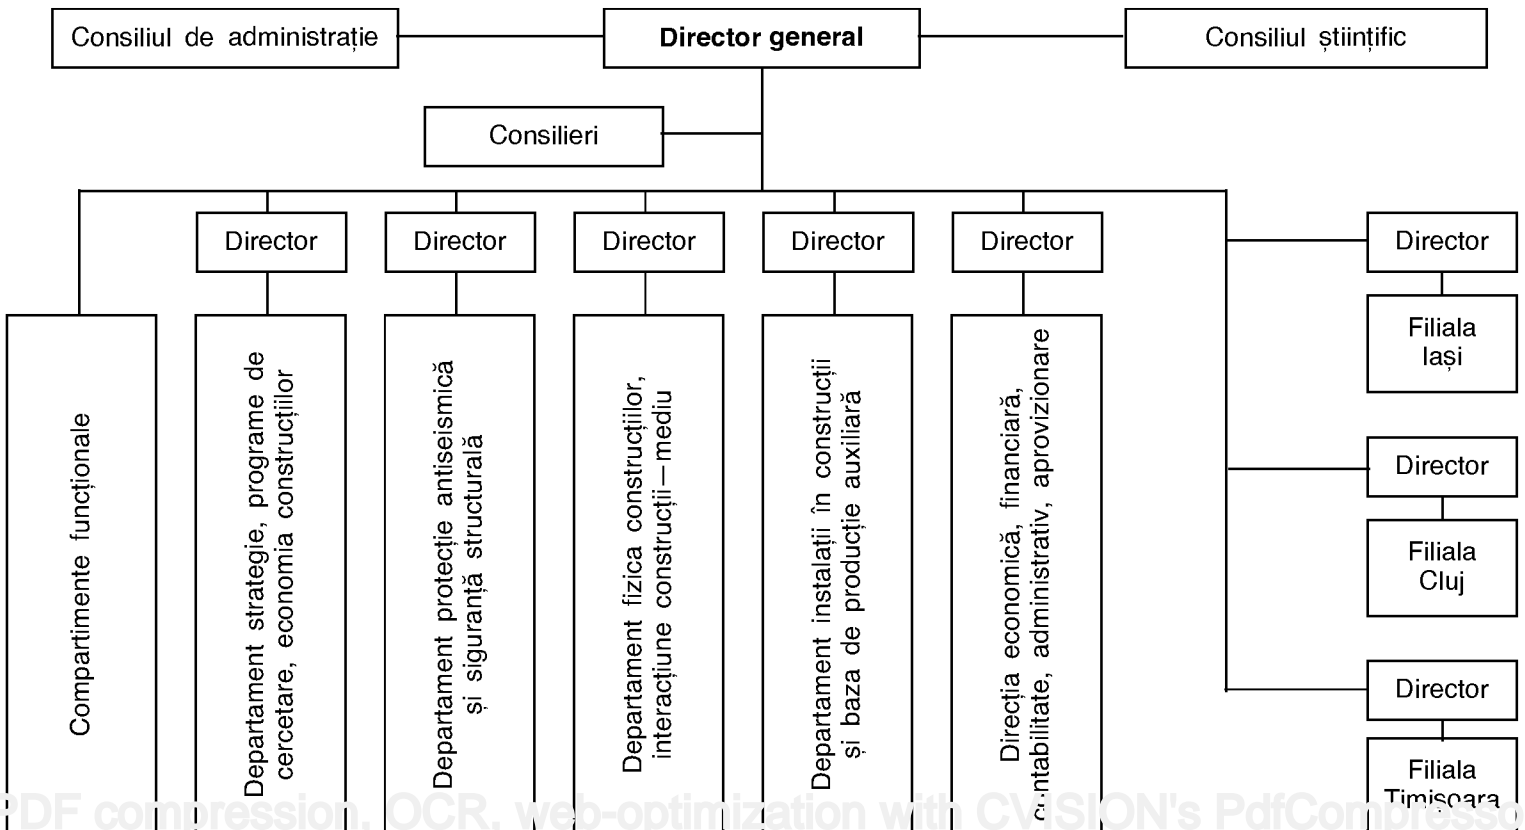 Consiliul de administrație
Director general
Consiliul științific
Consilieri
Director
Director
Director
Director
Director
Director
Filiala
Iași
Director
Filiala
Cluj
Director
Filiala
Timișoara
Compartimente funcționale
Departament strategie, programe de
cercetare, economia construcțiilor
Departament protecție antiseismică
și siguranță structurală
Departament fizica construcțiilor,
interacțiune construcții—mediu
Departament instalații în construcții
și baza de producție auxiliară
Direcția economică, financiară,
contabilitate, administrativ, aprovizionare
PDF compression, OCR, web-optimization with CVISION's PdfCompresso